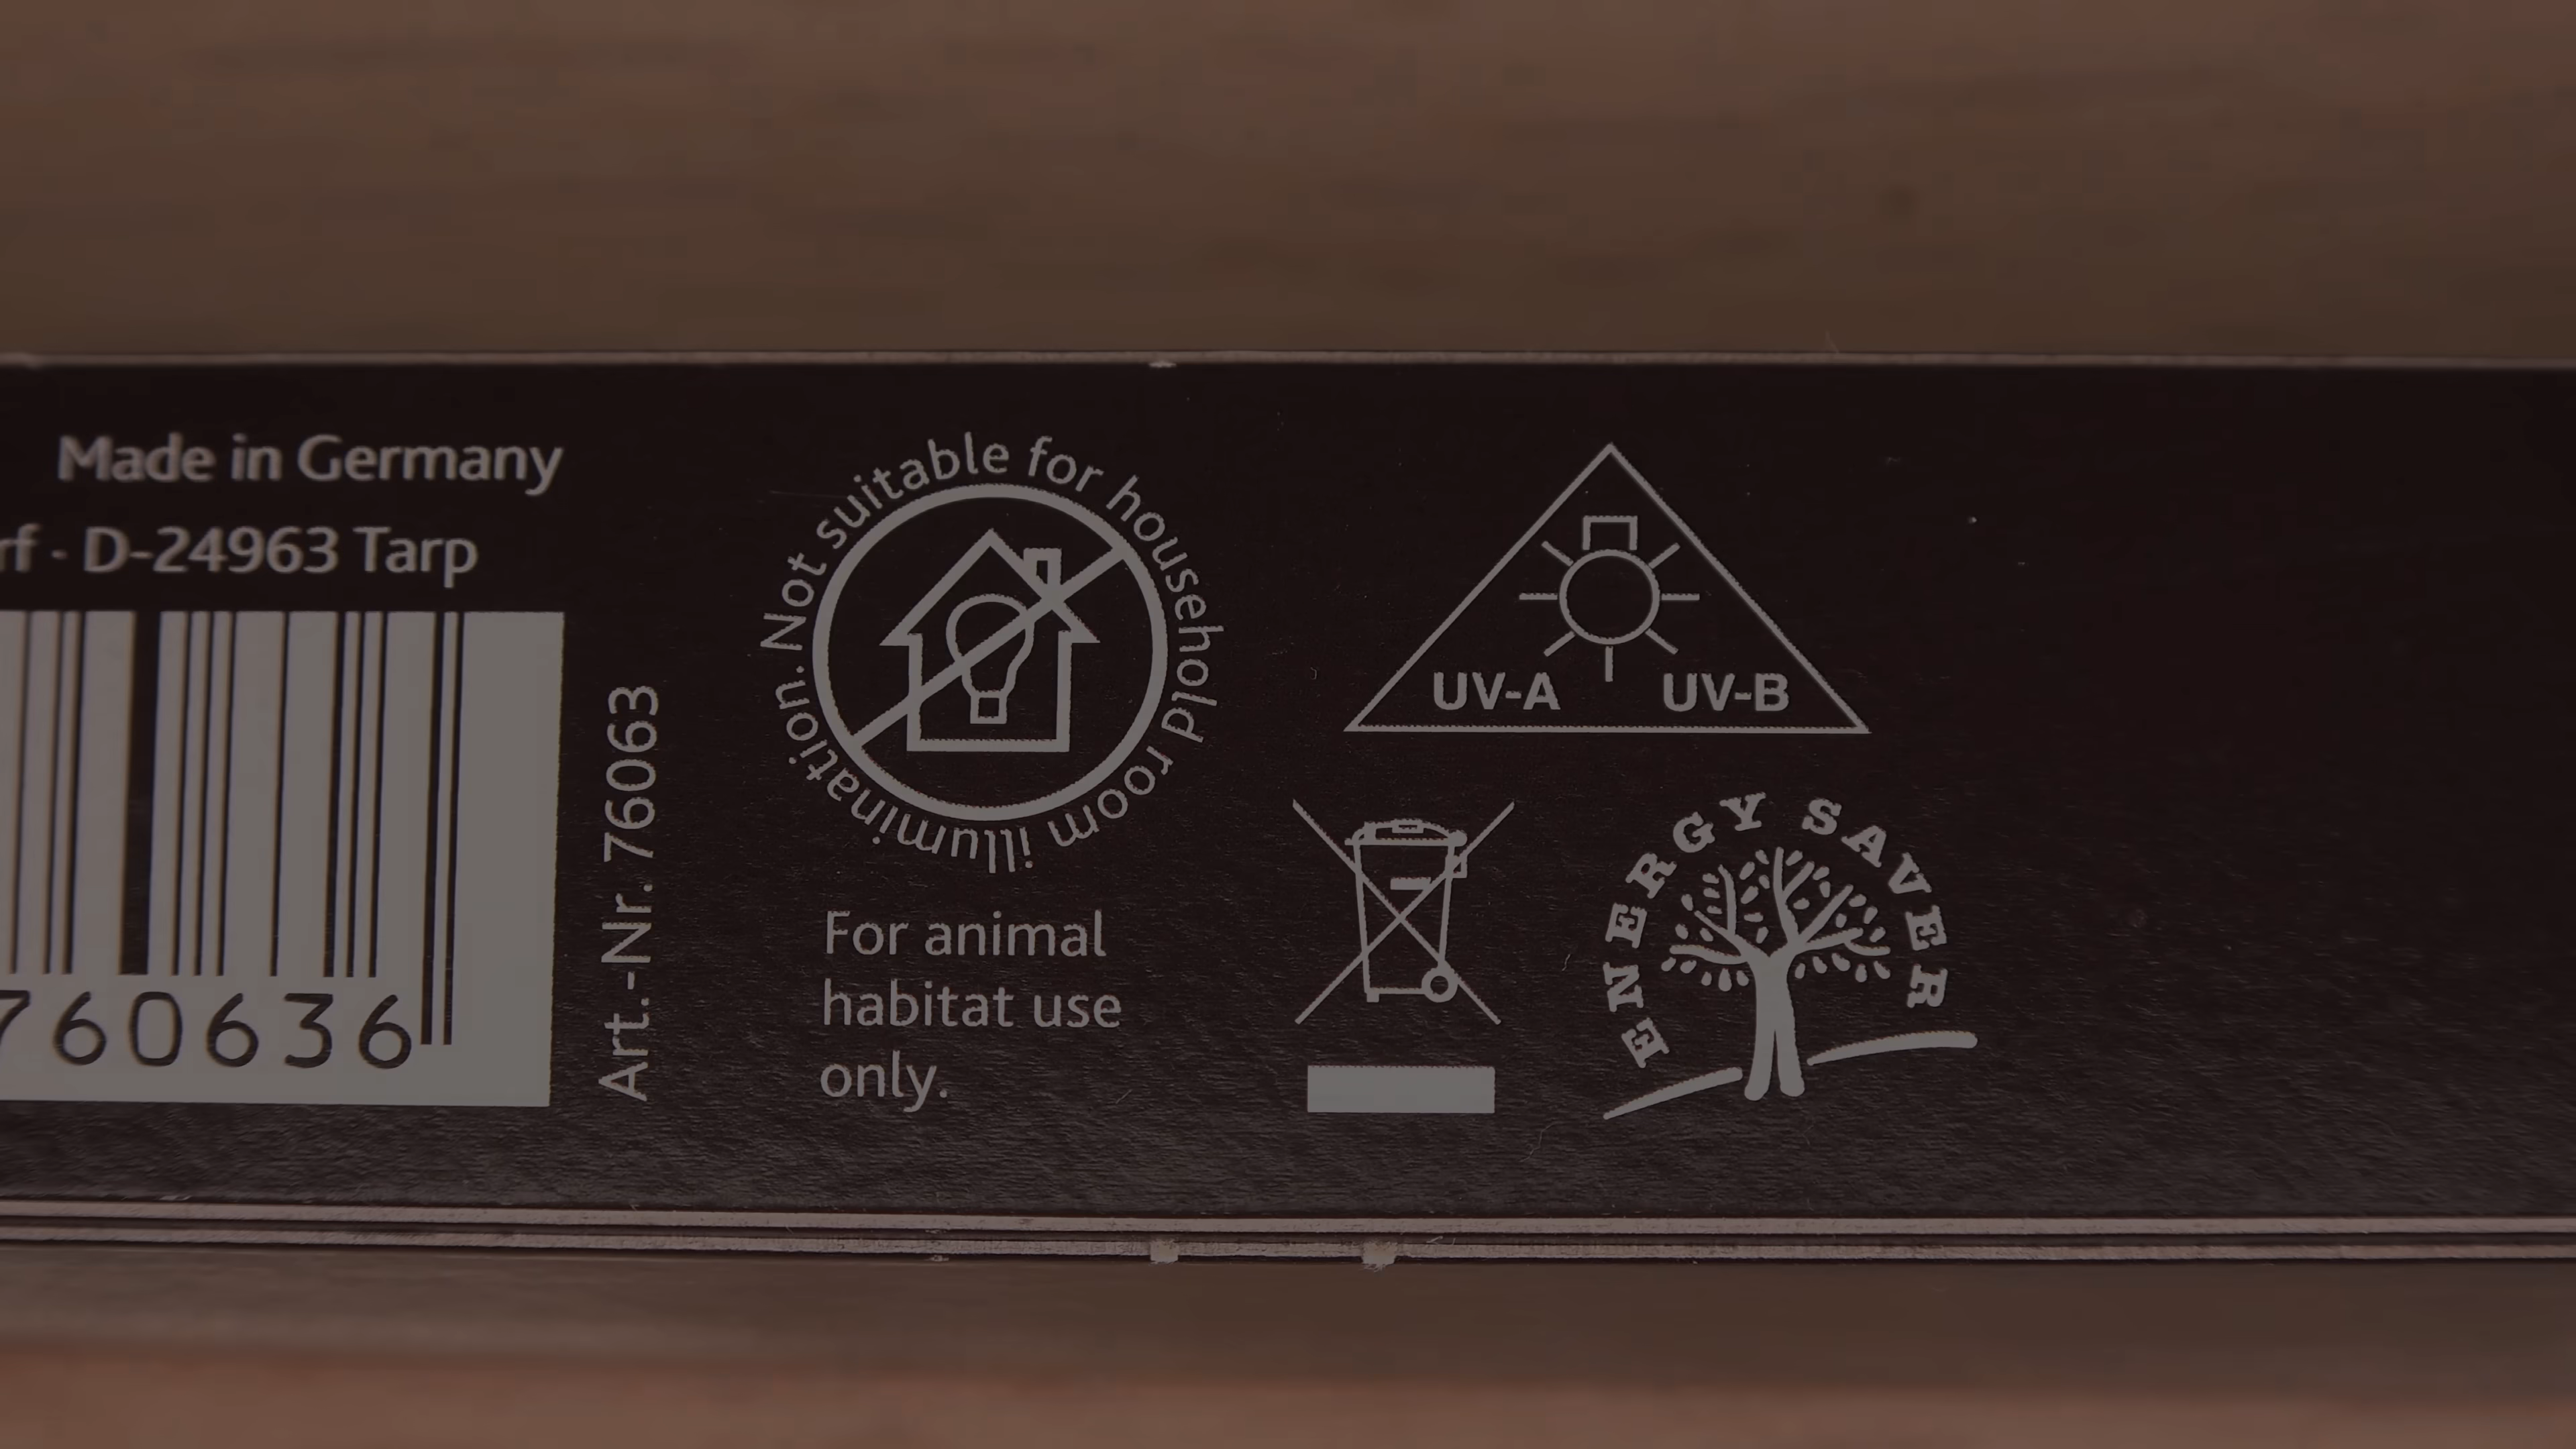 Made in Germany
rf - D-24963 Tarp
760636
Art.-Nr. 76063
Not suitable for household room illumination.
For animal
habitat use
only.
UV-A UV-B
ENERGY SAVER